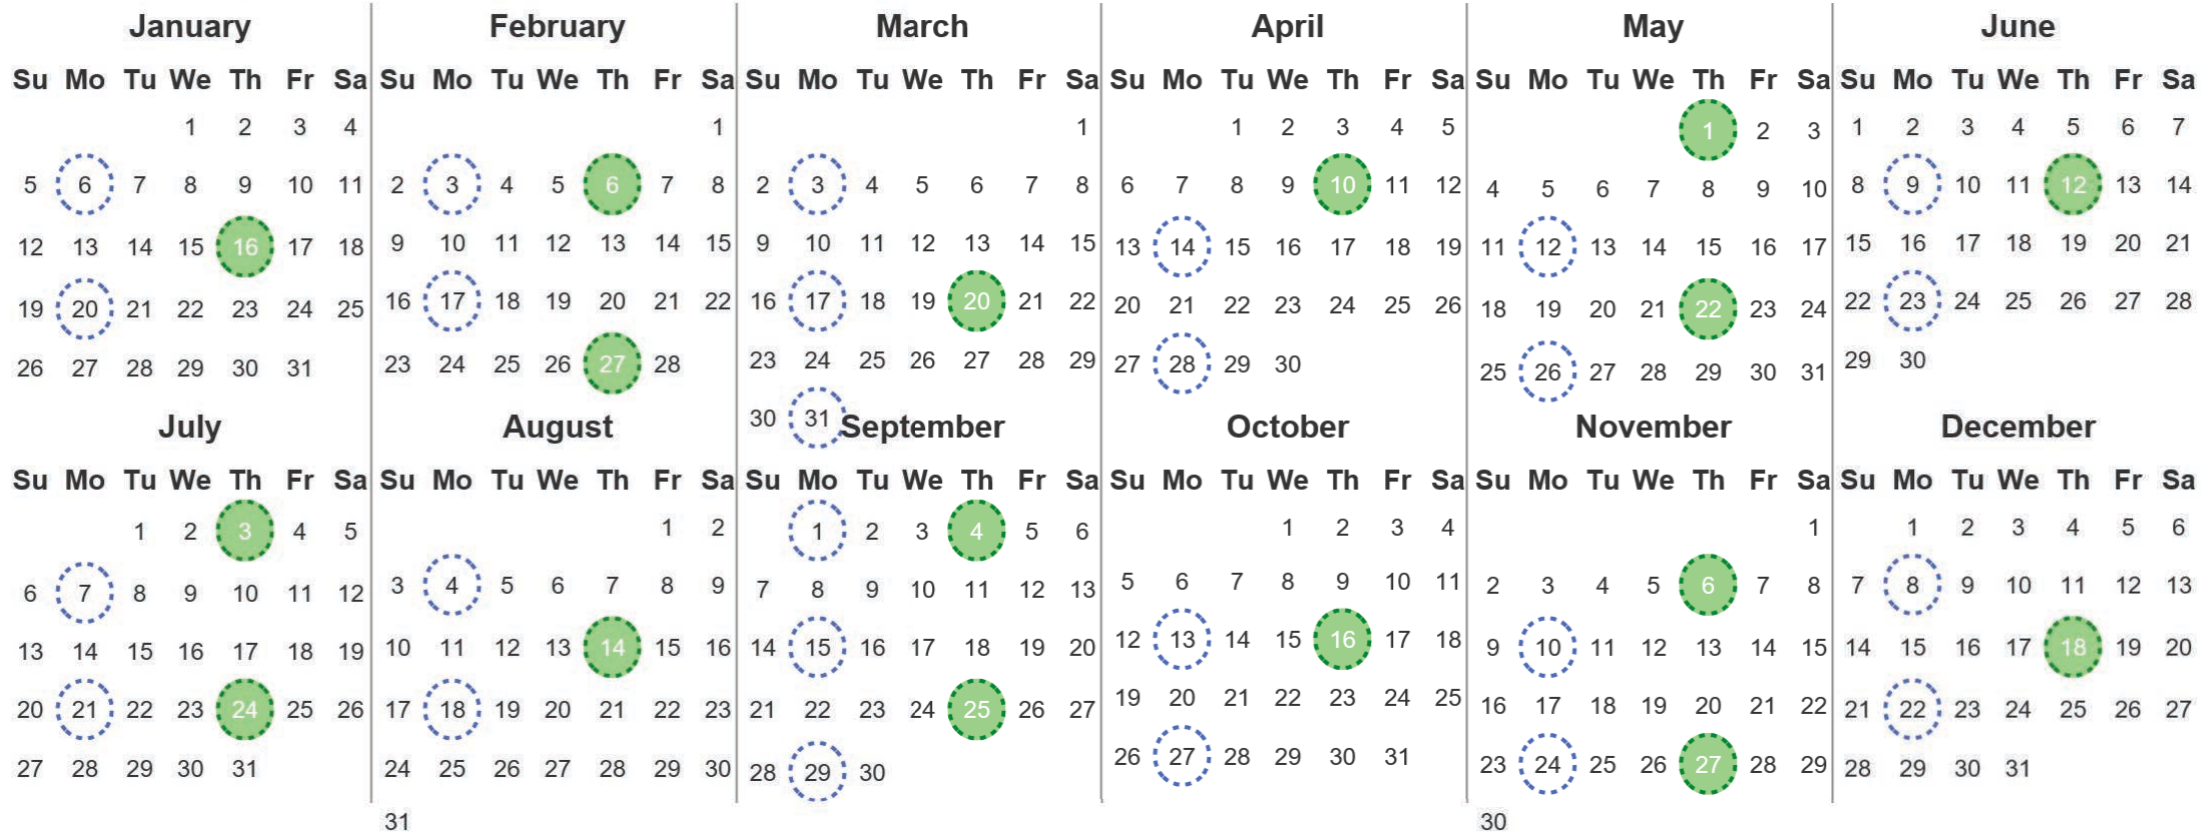 January
Su Mo Tu We Th Fr Sa
1 2 3 4
5 6 7 8 9 10 11
12 13 14 15 16 17 18
19 20 21 22 23 24 25
26 27 28 29 30 31
February
Su Mo Tu We Th Fr Sa
1
2 3 4 5 6 7 8
9 10 11 12 13 14 15
16 17 18 19 20 21 22
23 24 25 26 27 28
March
Su Mo Tu We Th Fr Sa
1
2 3 4 5 6 7 8
9 10 11 12 13 14 15
16 17 18 19 20 21 22
23 24 25 26 27 28 29
30 31
April
Su Mo Tu We Th Fr Sa
1 2 3 4 5
6 7 8 9 10 11 12
13 14 15 16 17 18 19
20 21 22 23 24 25 26
27 28 29 30
May
Su Mo Tu We Th Fr Sa
1 2 3
4 5 6 7 8 9 10
11 12 13 14 15 16 17
18 19 20 21 22 23 24
25 26 27 28 29 30 31
June
Su Mo Tu We Th Fr Sa
1 2 3 4 5 6 7
8 9 10 11 12 13 14
15 16 17 18 19 20 21
22 23 24 25 26 27 28
29 30
July
Su Mo Tu We Th Fr Sa
1 2 3 4 5
6 7 8 9 10 11 12
13 14 15 16 17 18 19
20 21 22 23 24 25 26
27 28 29 30 31
August
Su Mo Tu We Th Fr Sa
1 2
3 4 5 6 7 8 9
10 11 12 13 14 15 16
17 18 19 20 21 22 23
24 25 26 27 28 29 30
31
September
Su Mo Tu We Th Fr Sa
1 2 3 4 5 6
7 8 9 10 11 12 13
14 15 16 17 18 19 20
21 22 23 24 25 26 27
28 29 30
October
Su Mo Tu We Th Fr Sa
1 2 3 4
5 6 7 8 9 10 11
12 13 14 15 16 17 18
19 20 21 22 23 24 25
26 27 28 29 30 31
November
Su Mo Tu We Th Fr Sa
1
2 3 4 5 6 7 8
9 10 11 12 13 14 15
16 17 18 19 20 21 22
23 24 25 26 27 28 29
30
December
Su Mo Tu We Th Fr Sa
1 2 3 4 5 6
7 8 9 10 11 12 13
14 15 16 17 18 19 20
21 22 23 24 25 26 27
28 29 30 31